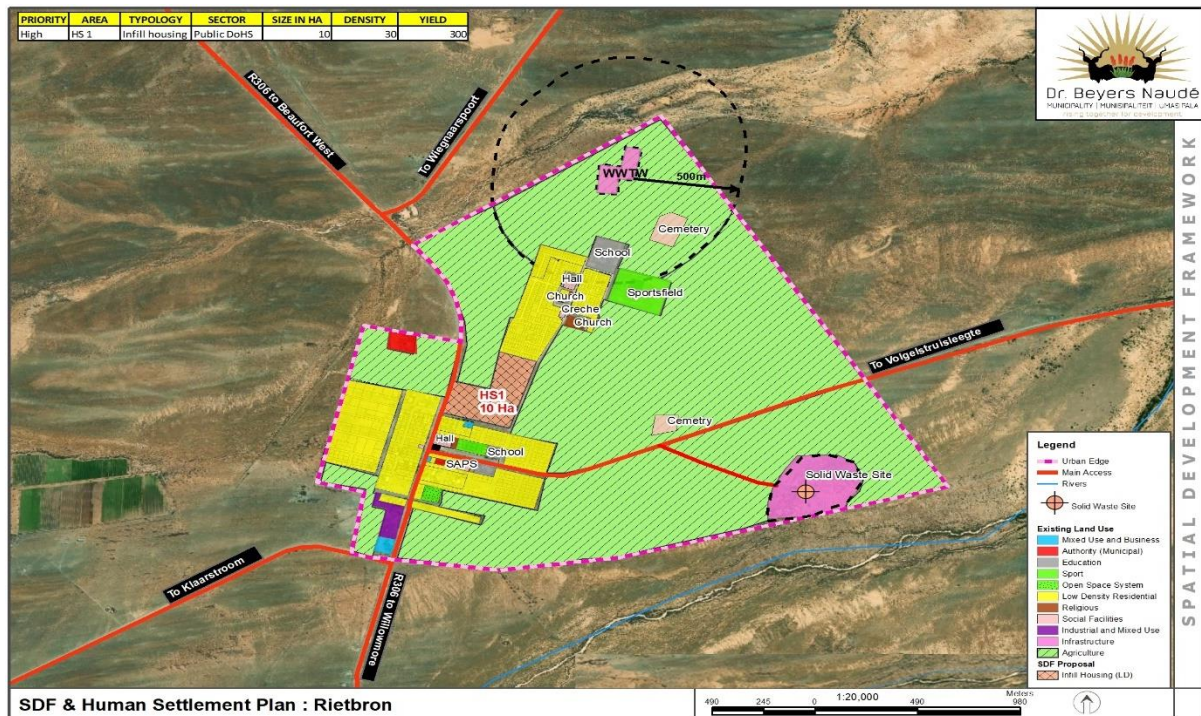 PRIORITY AREA TYPOLOGY SECTOR SIZE IN HA DENSITY YIELD
High HS 1 Infill housing Public DoHS 10 30 300
Dr. Beyers Naudé
MUNICIPALITY | MUNISIPALITEIT | UMASIPALA
rising together for development
SPATIAL DEVELOPMENT FRAMEWORK
R306 to Beaufort West
To Wiegnaarspoort
WWTW
500m
Cemetery
School
Hall
Sportsfield
Church
Creche
Church
To Volgelstruisleegte
HS1
10 Ha
Cemetry
Hall
School
SAPS
Solid Waste Site
To Klaarstroom
R306 to Willowmore
Legend
Urban Edge
Main Access
Rivers
Solid Waste Site
Existing Land Use
Mixed Use and Business
Authority (Municipal)
Education
Sport
Open Space System
Low Density Residential
Religious
Social Facilities
Industrial and Mixed Use
Infrastructure
Agriculture
SDF Proposal
Infill Housing (LD)
SDF & Human Settlement Plan : Rietbron
1:20,000
Meters
490 245 0 490 980